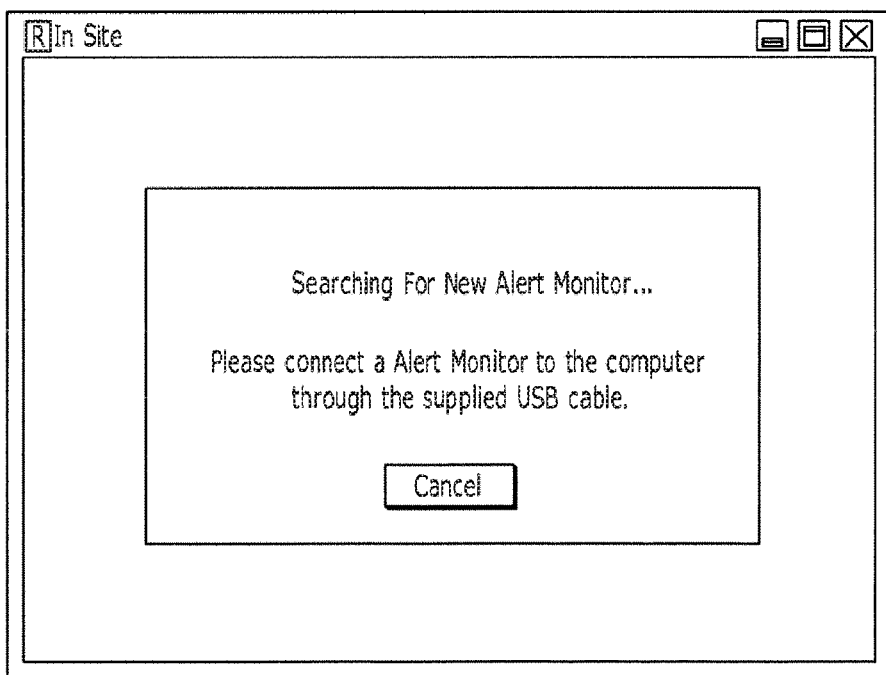 R In Site
Searching For New Alert Monitor...
Please connect a Alert Monitor to the computer
through the supplied USB cable.
Cancel